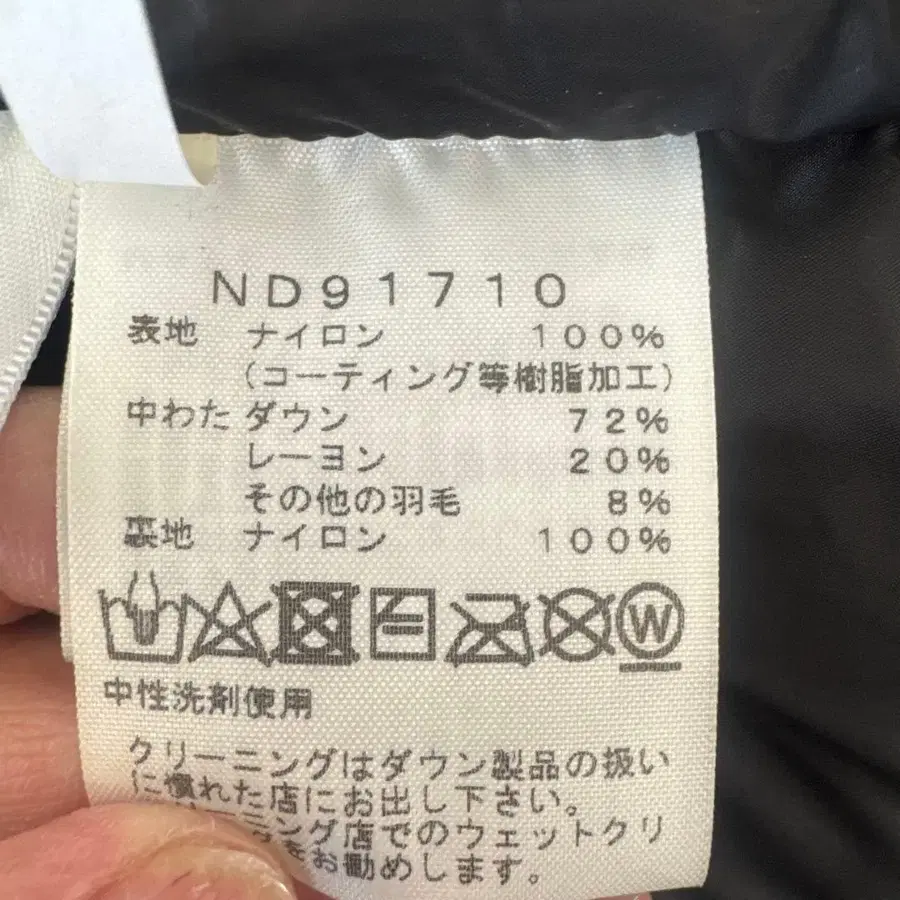 ND91710
表地 ナイロン 100%
(コーティング等樹脂加工)
中わた ダウン 72%
レーヨン 20%
その他の羽毛 8%
裏地 ナイロン 100%
W
中性洗剤使用
クリーニングはダウン製品の扱い
に慣れた店にお出し下さい。
ング店でのウェットクリ
をお勧めします。